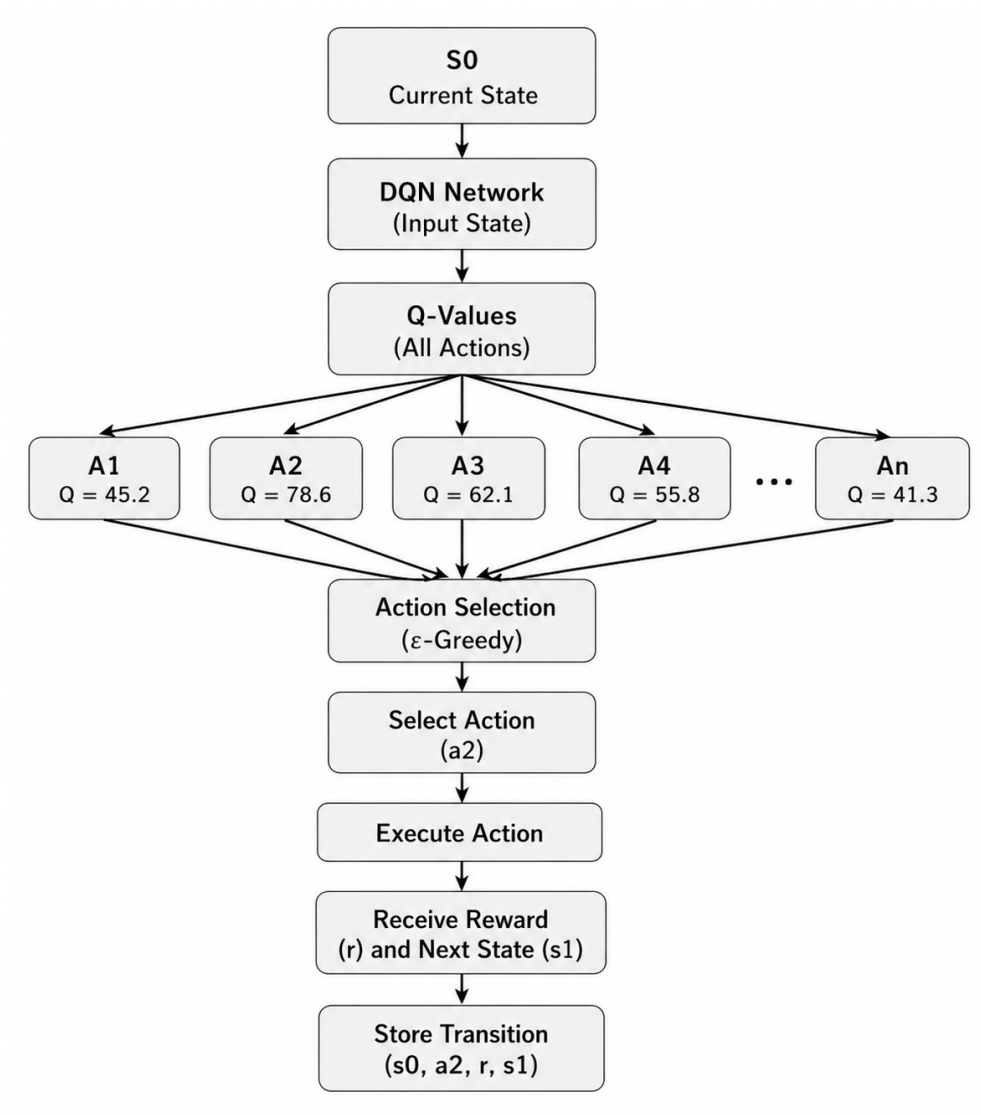 S0
Current State
DQN Network
(Input State)
Q-Values
(All Actions)
A1
Q = 45.2
A2
Q = 78.6
A3
Q = 62.1
A4
Q = 55.8
...
An
Q = 41.3
Action Selection
(ε-Greedy)
Select Action
(a2)
Execute Action
Receive Reward
(r) and Next State (s1)
Store Transition
(s0, a2, r, s1)